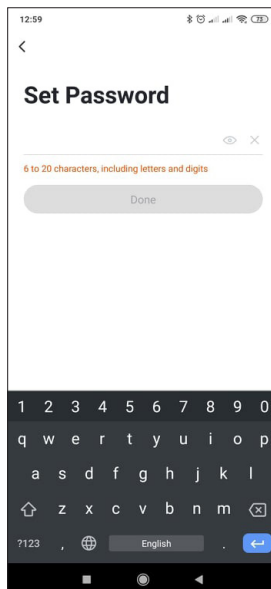 12:59
73
Set Password
6 to 20 characters, including letters and digits
Done
1 2 3 4 5 6 7 8 9 0
q w e r t y u i o p
a s d f g h j k l
z x c v b n m
?123 , English .